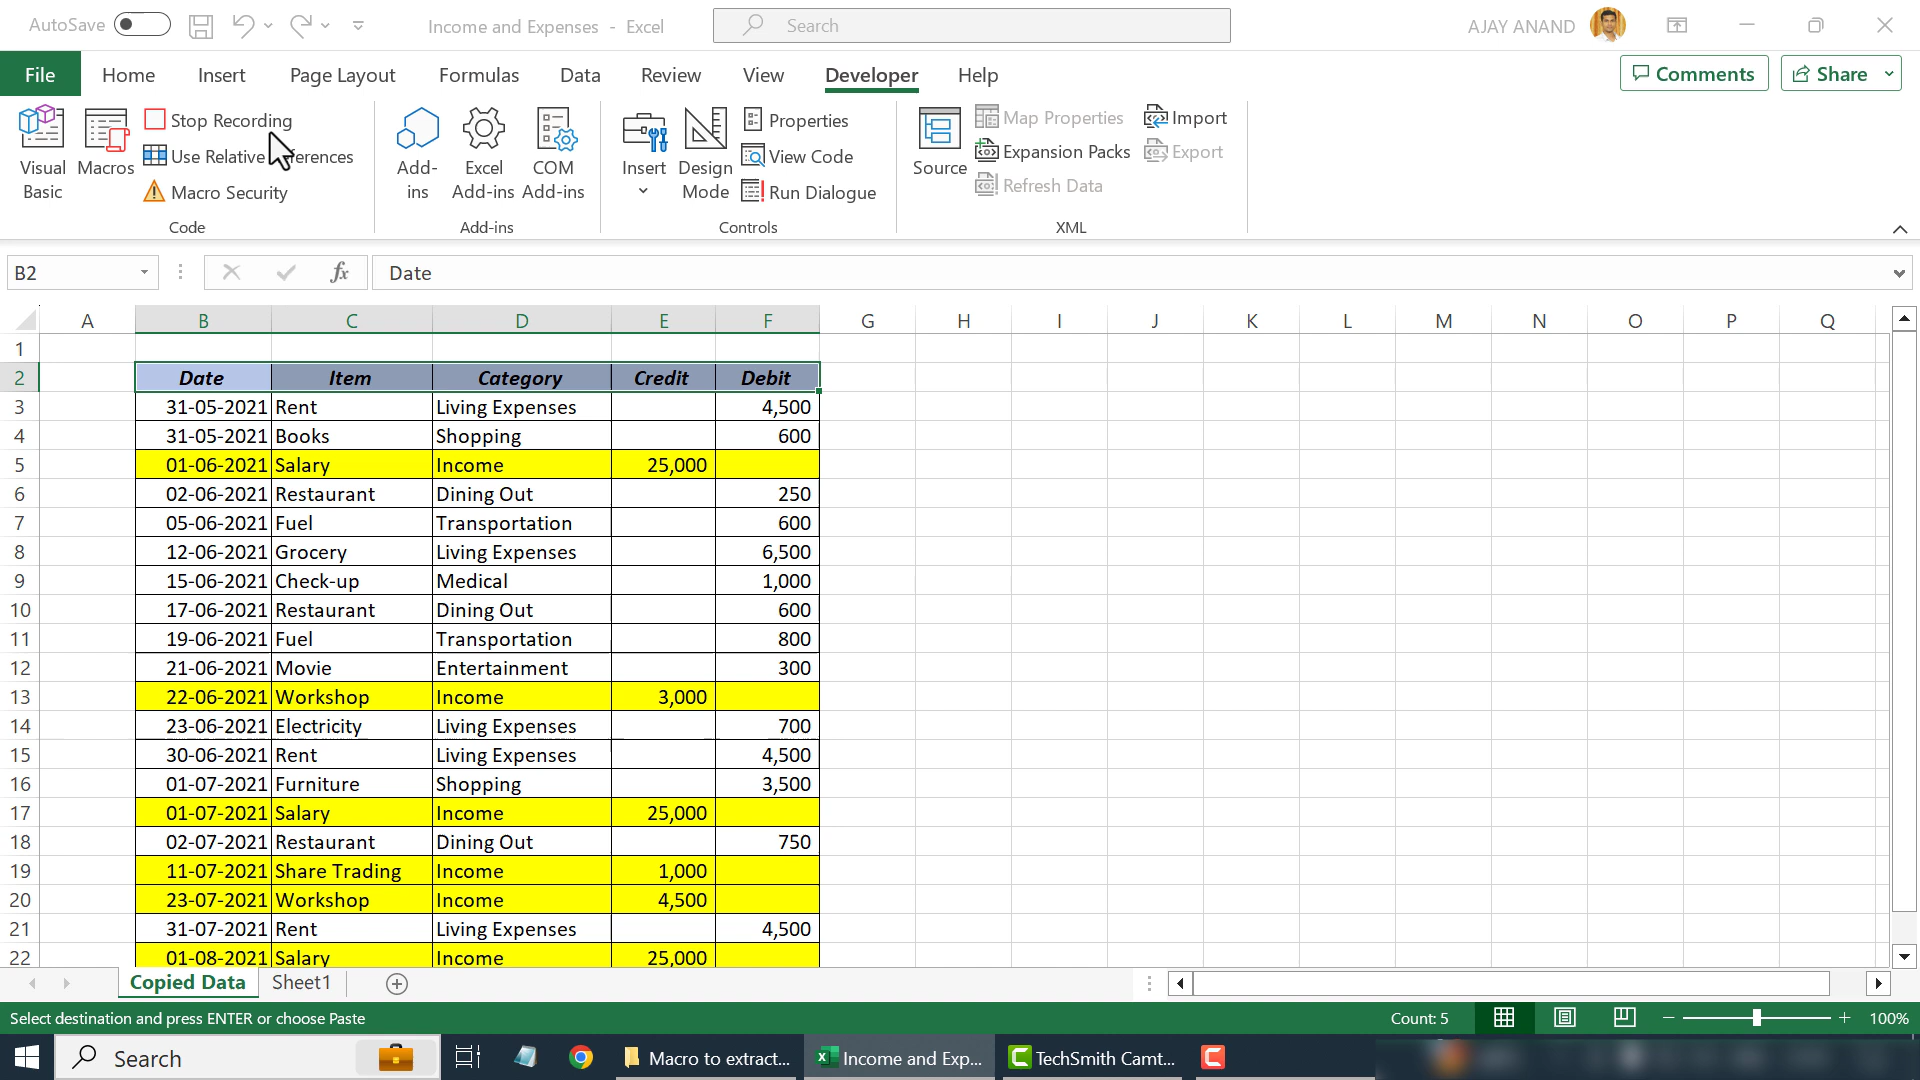 AutoSave Income and Expenses - Excel Search AJAY ANAND
File Home Insert Page Layout Formulas Data Review View Developer Help Comments Share
Visual Basic
Macros
Stop Recording
Use Relative
ferences
Macro Security
Code
Add-ins
Excel Add-ins
COM Add-ins
Add-ins
Insert
Design Mode
Properties
View Code
Run Dialogue
Controls
Source
Map Properties
Expansion Packs
Refresh Data
Import
Export
XML
B2 fx Date
A B C D E F G H I J K L M N O P Q
1
2 Date Item Category Credit Debit
3 31-05-2021 Rent Living Expenses 4,500
4 31-05-2021 Books Shopping 600
5 01-06-2021 Salary Income 25,000
6 02-06-2021 Restaurant Dining Out 250
7 05-06-2021 Fuel Transportation 600
8 12-06-2021 Grocery Living Expenses 6,500
9 15-06-2021 Check-up Medical 1,000
10 17-06-2021 Restaurant Dining Out 600
11 19-06-2021 Fuel Transportation 800
12 21-06-2021 Movie Entertainment 300
13 22-06-2021 Workshop Income 3,000
14 23-06-2021 Electricity Living Expenses 700
15 30-06-2021 Rent Living Expenses 4,500
16 01-07-2021 Furniture Shopping 3,500
17 01-07-2021 Salary Income 25,000
18 02-07-2021 Restaurant Dining Out 750
19 11-07-2021 Share Trading Income 1,000
20 23-07-2021 Workshop Income 4,500
21 31-07-2021 Rent Living Expenses 4,500
22 01-08-2021 Salary Income 25,000
Copied Data Sheet1
Select destination and press ENTER or choose Paste Count: 5 100%
Search Macro to extract... Income and Exp... TechSmith Camt...